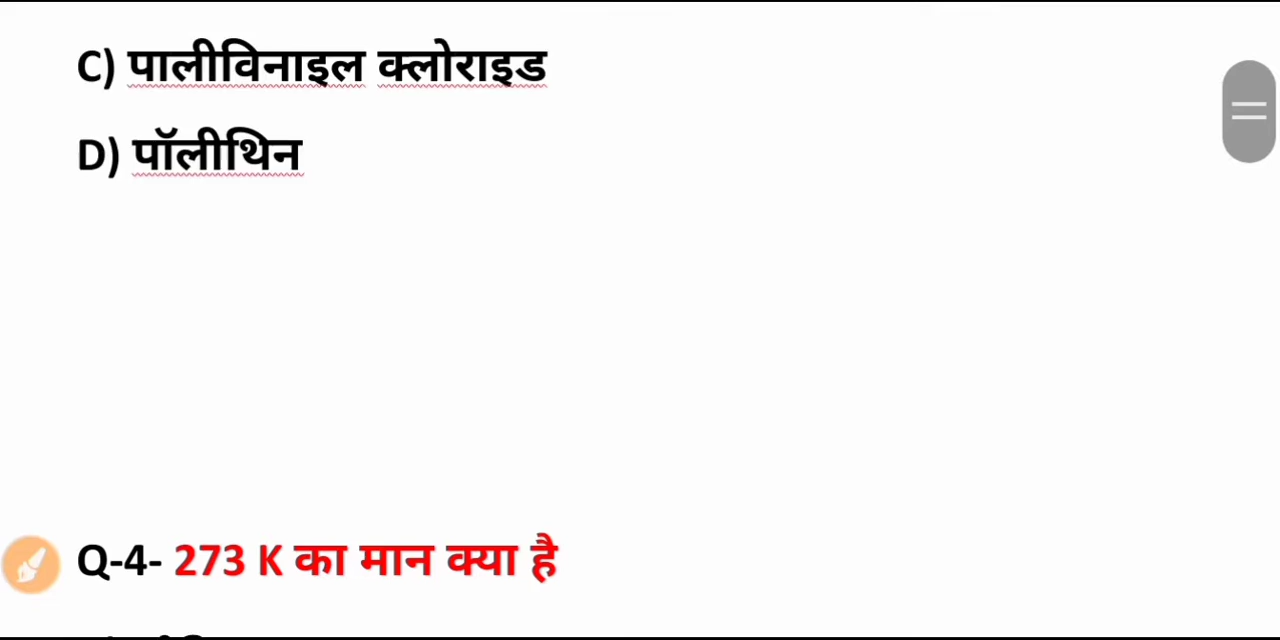 C) पालीविनाइल क्लोराइड
D) पॉलीथिन
Q-4- 273 K का मान क्या है